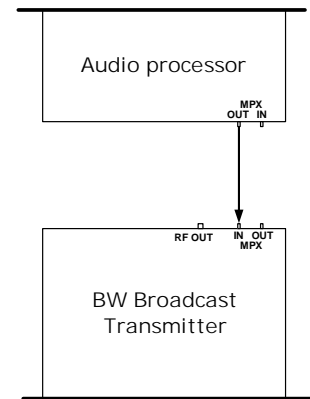 Audio processor
MPX
OUT IN
RF OUT IN OUT
MPX
BW Broadcast
Transmitter